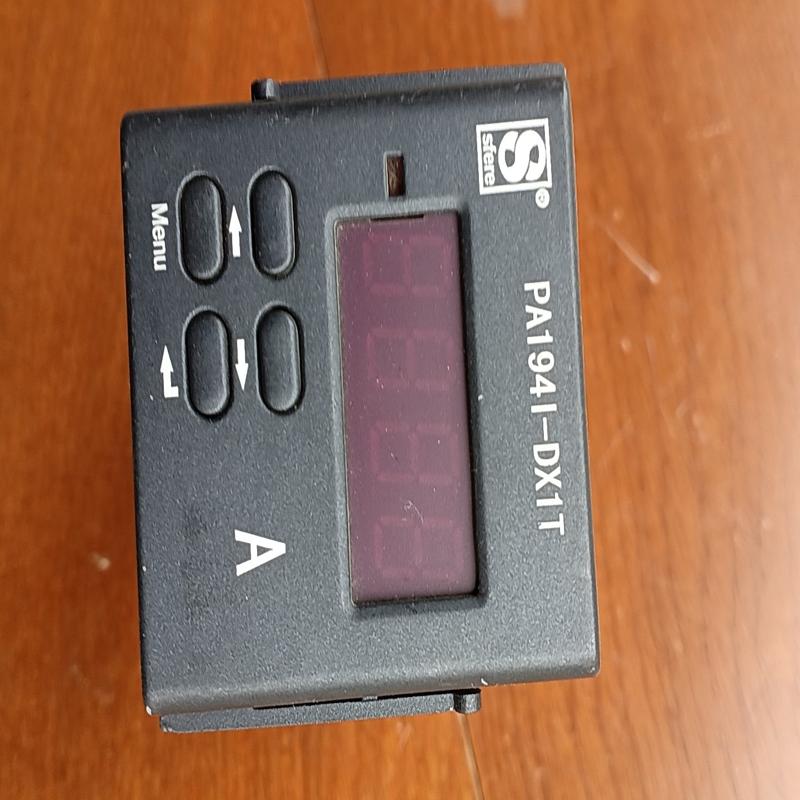 S
sfere®
PA194I-DX1T
A
Menu